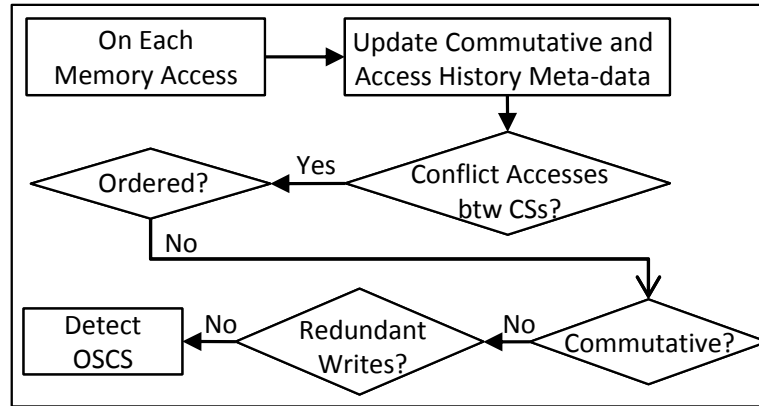 On Each
Memory Access
Update Commutative and
Access History Meta-data
Conflict Accesses
btw CSs?
Yes
Ordered?
No
Commutative?
No
Redundant
Writes?
No
Detect
OSCS